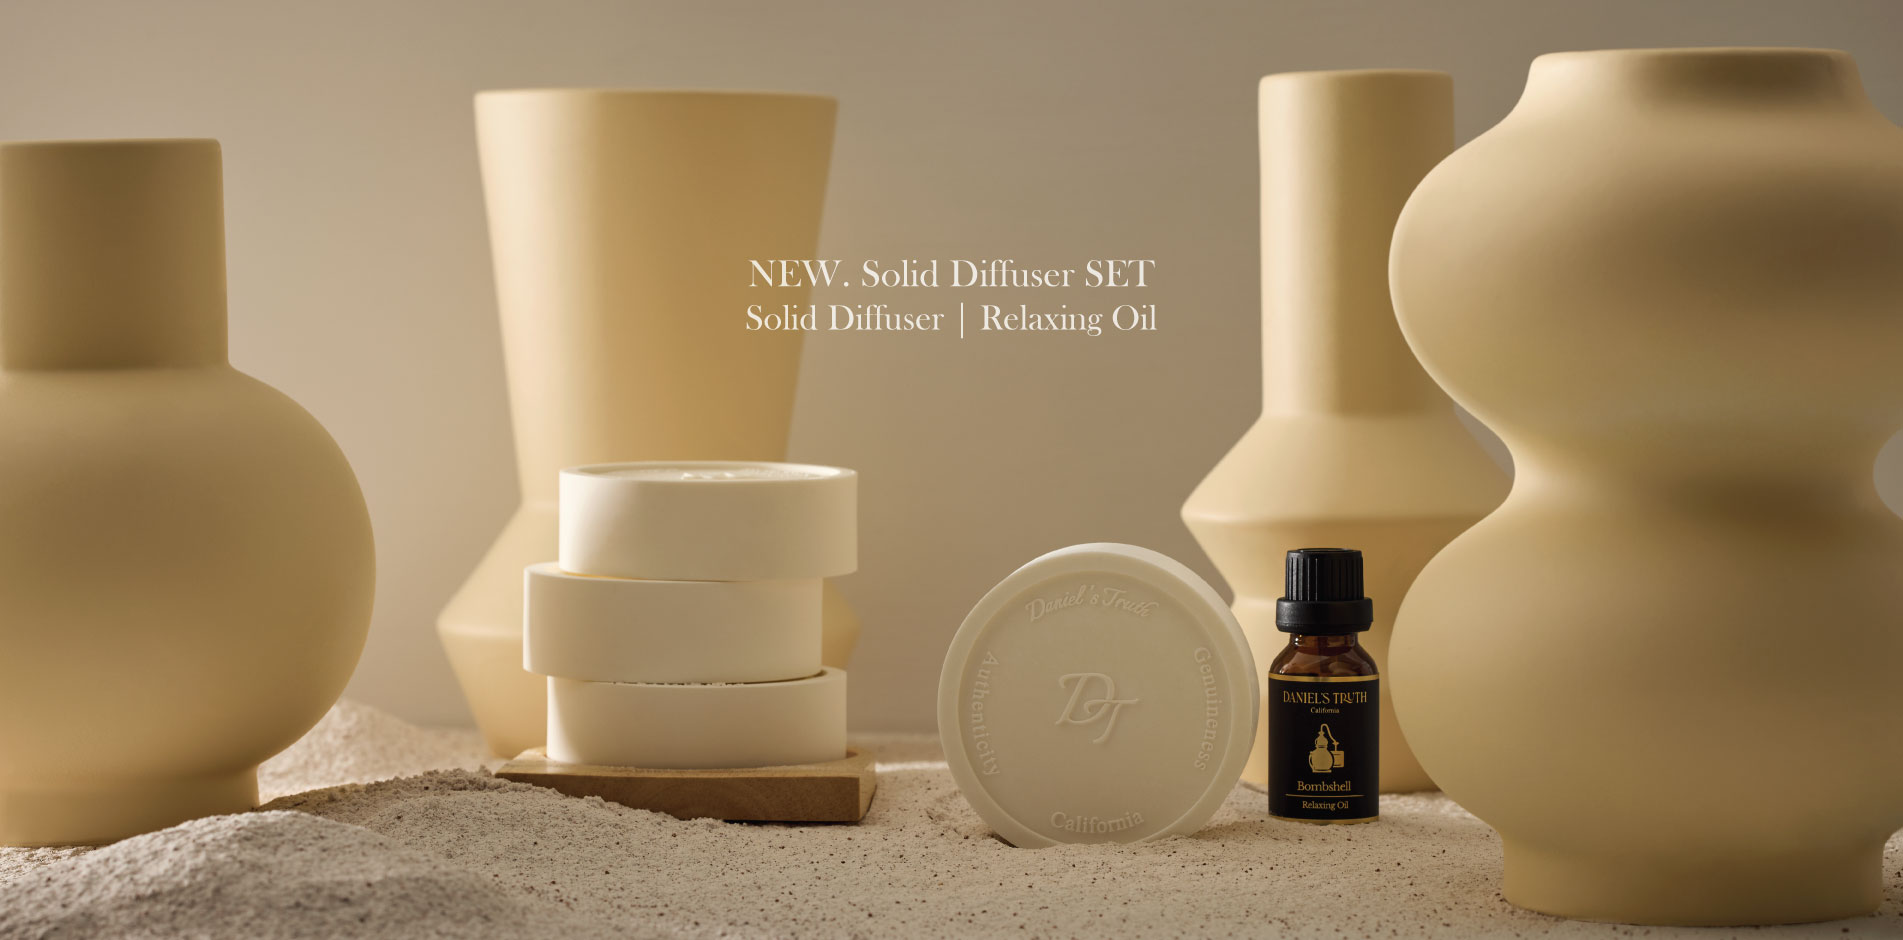 NEW. Solid Diffuser SET
Solid Diffuser | Relaxing Oil
Daniel's Truth
Authenticity
Genuineness
DT
California
DANIEL'S TRUTH
California
Bombshell
Relaxing Oil